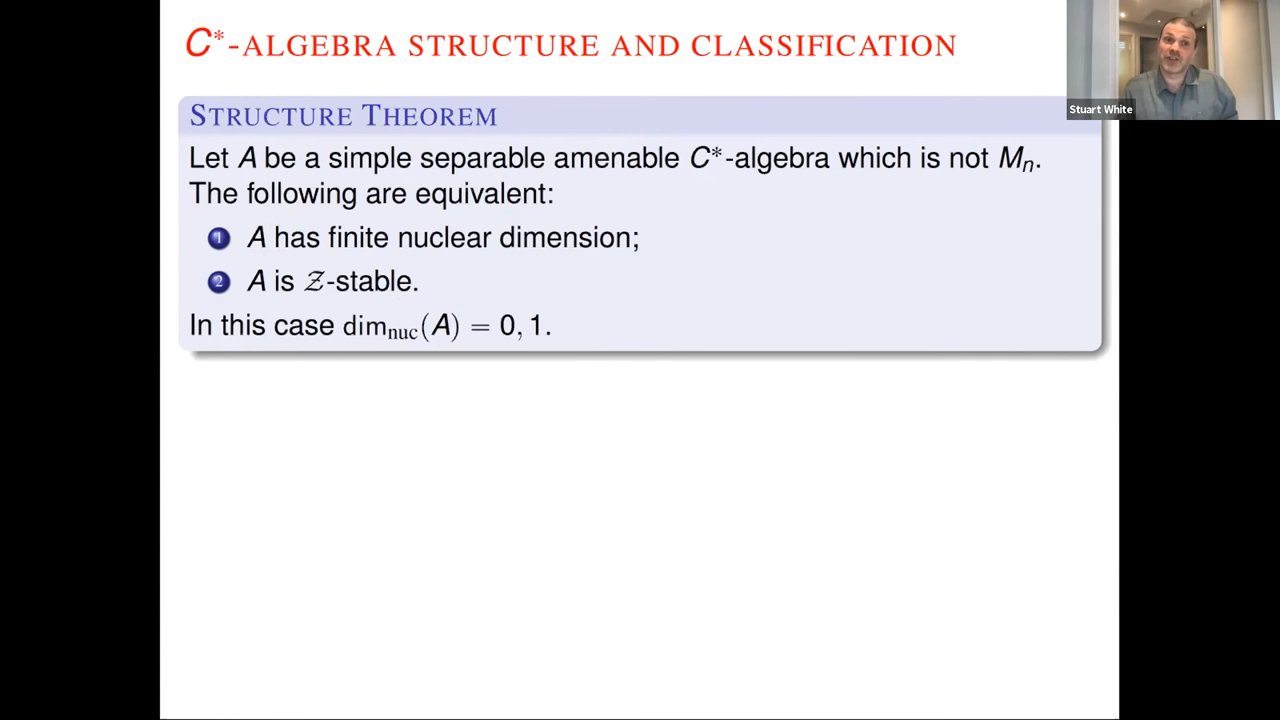 C*-ALGEBRA STRUCTURE AND CLASSIFICATION
Stuart White
STRUCTURE THEOREM
Let A be a simple separable amenable C*-algebra which is not Mₙ.
The following are equivalent:
1 A has finite nuclear dimension;
2 A is 𝒵-stable.
In this case dim_nuc(A) = 0, 1.